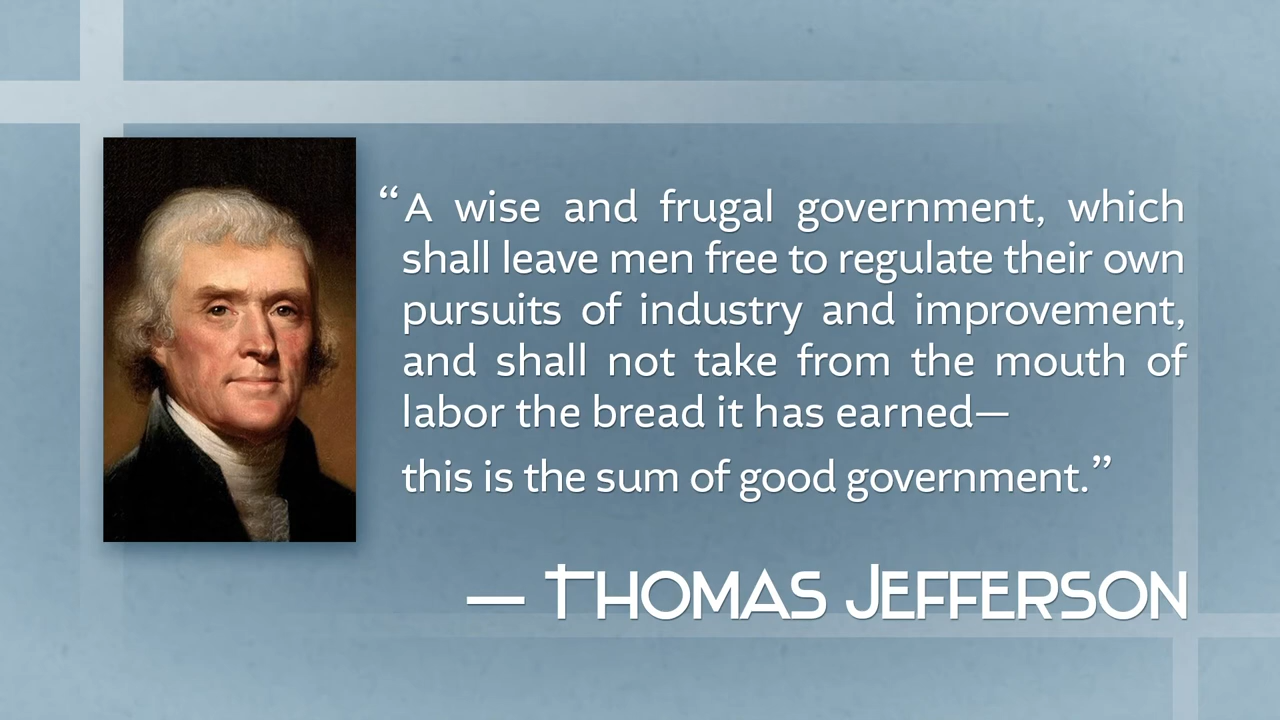 “A wise and frugal government, which
shall leave men free to regulate their own
pursuits of industry and improvement,
and shall not take from the mouth of
labor the bread it has earned—
this is the sum of good government.”
— THOMAS JEFFERSON